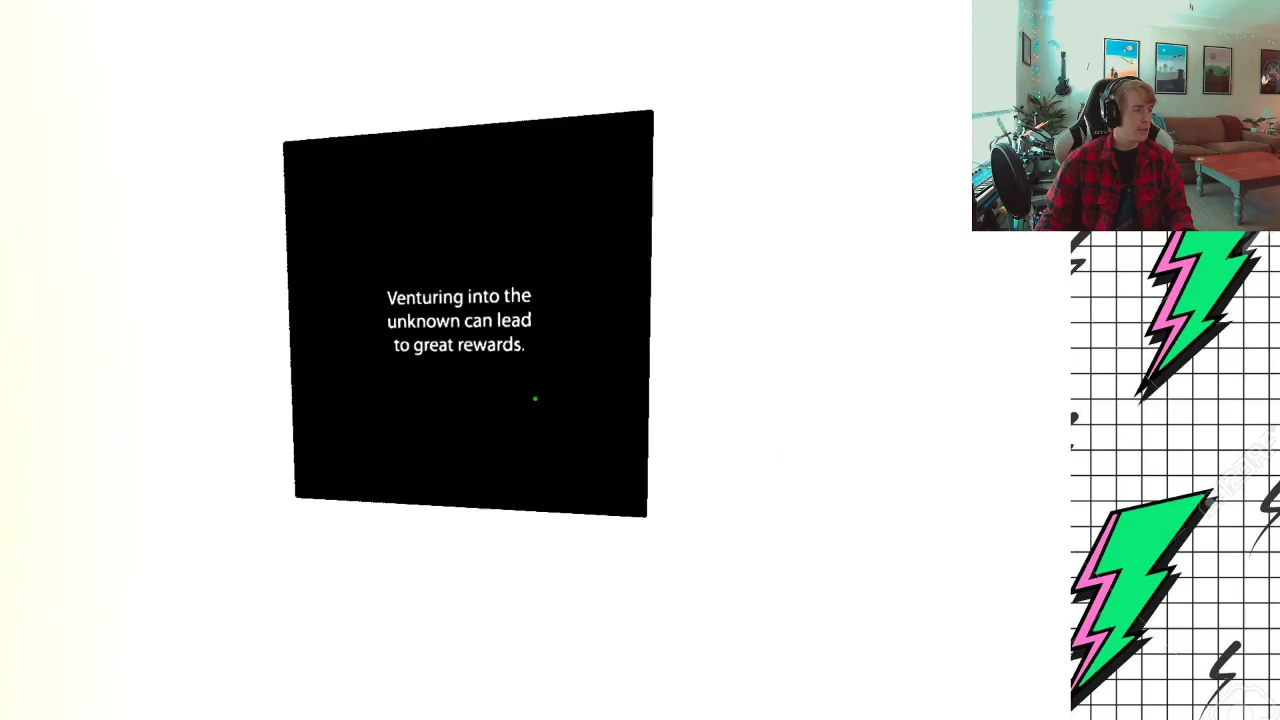 Venturing into the
unknown can lead
to great rewards.